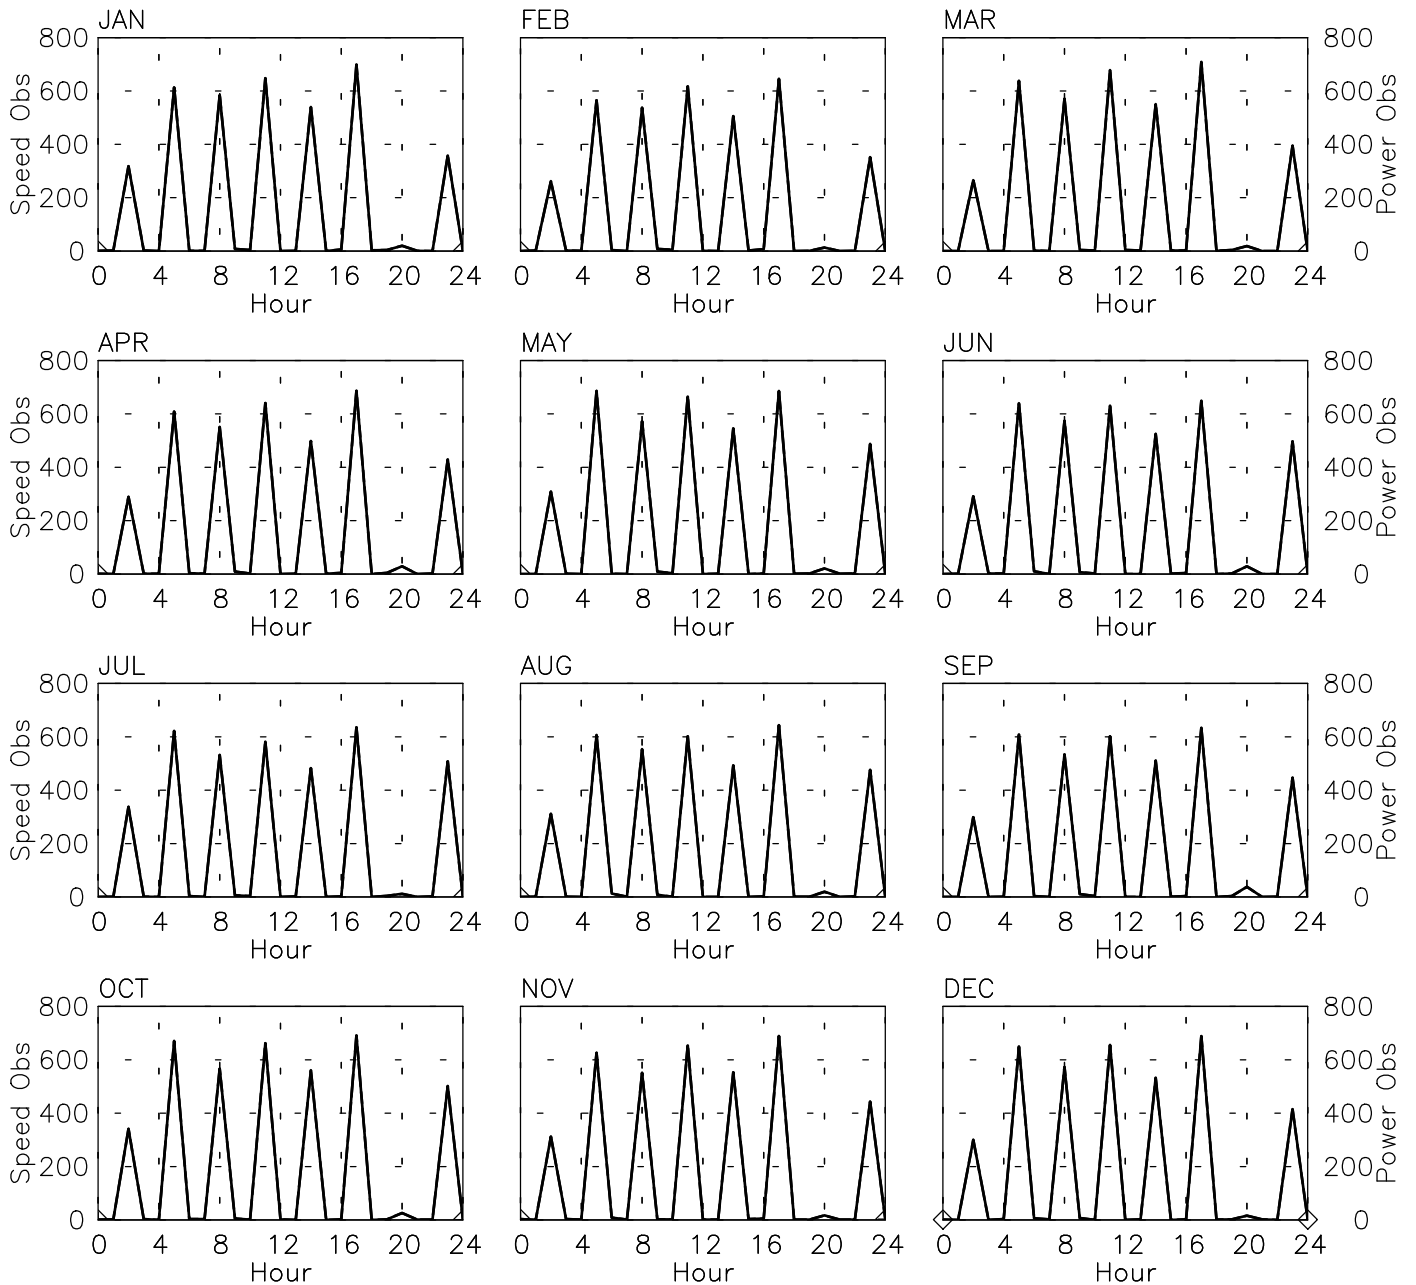 JAN FEB MAR
800 800
600 600
400 400
200 200
0 0
Speed Obs Power Obs
0 4 8 12 16 20 24 0 4 8 12 16 20 24 0 4 8 12 16 20 24
Hour Hour Hour
APR MAY JUN
800 800
600 600
400 400
200 200
0 0
Speed Obs Power Obs
0 4 8 12 16 20 24 0 4 8 12 16 20 24 0 4 8 12 16 20 24
Hour Hour Hour
JUL AUG SEP
800 800
600 600
400 400
200 200
0 0
Speed Obs Power Obs
0 4 8 12 16 20 24 0 4 8 12 16 20 24 0 4 8 12 16 20 24
Hour Hour Hour
OCT NOV DEC
800 800
600 600
400 400
200 200
0 0
Speed Obs Power Obs
0 4 8 12 16 20 24 0 4 8 12 16 20 24 0 4 8 12 16 20 24
Hour Hour Hour